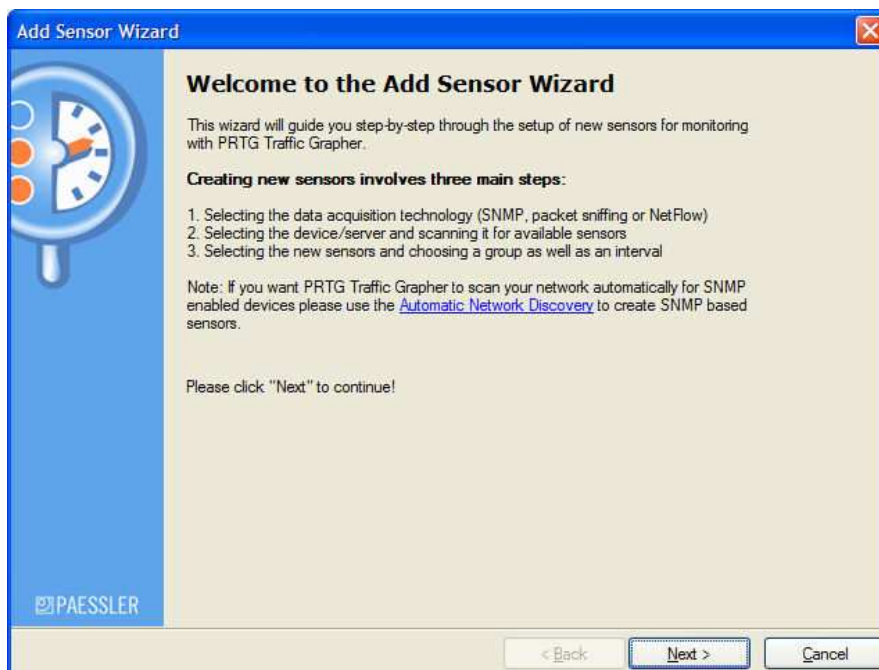 Add Sensor Wizard
Welcome to the Add Sensor Wizard
This wizard will guide you step-by-step through the setup of new sensors for monitoring
with PRTG Traffic Grapher.
Creating new sensors involves three main steps:
1. Selecting the data acquisition technology (SNMP, packet sniffing or NetFlow)
2. Selecting the device/server and scanning it for available sensors
3. Selecting the new sensors and choosing a group as well as an interval
Note: If you want PRTG Traffic Grapher to scan your network automatically for SNMP
enabled devices please use the Automatic Network Discovery to create SNMP based
sensors.
Please click "Next" to continue!
PAESSLER
< Back
Next >
Cancel